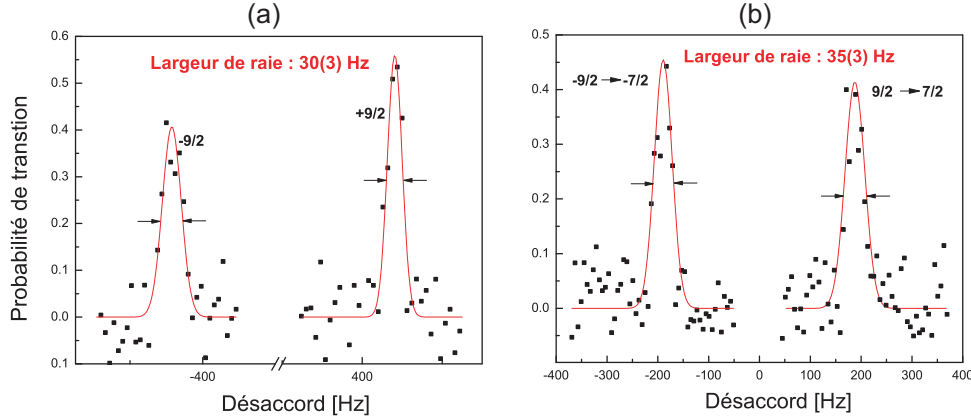 (a)
Probabilité de transtion
0.6
0.5
0.4
0.3
0.2
0.1
0.0
0.1
Largeur de raie : 30(3) Hz
-9/2
+9/2
-400
400
Désaccord [Hz]
(b)
0.5
0.4
0.3
0.2
0.1
0.0
Largeur de raie : 35(3) Hz
-9/2 → -7/2
9/2 → 7/2
-400 -300 -200 -100 0 100 200 300 400
Désaccord [Hz]